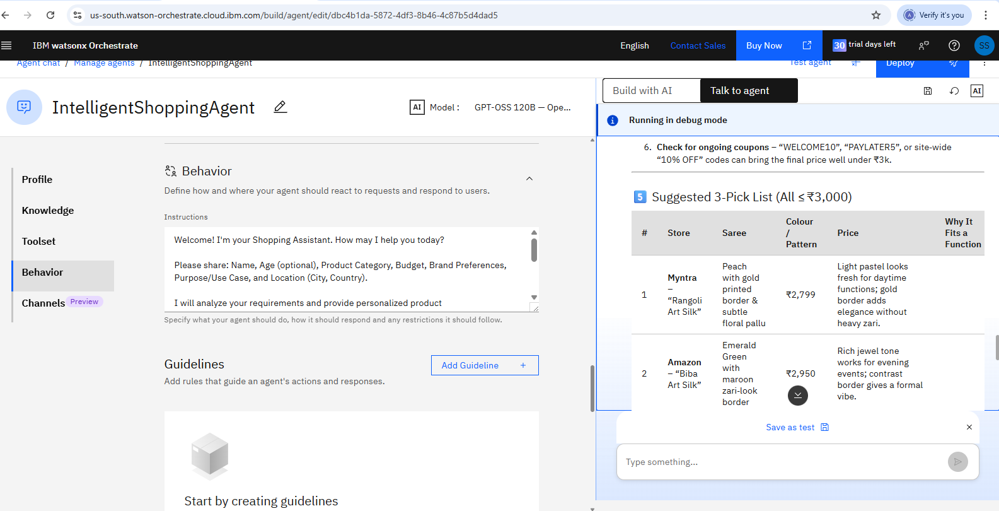 us-south.watson-orchestrate.cloud.ibm.com/build/agent/edit/dbc4b1da-5872-4df3-8b46-4c87b5d4dad5
A
Verify it's you
IBM watsonx Orchestrate
English
Contact Sales
Buy Now
30 trial days left
SS
Agent chat / Manage agents / IntelligentShoppingAgent
Test agent
Deploy
IntelligentShoppingAgent
AI Model : GPT-OSS 120B — Ope...
Build with AI
Talk to agent
AI
Running in debug mode
Profile
Knowledge
Toolset
Behavior
Channels Preview
Behavior
Define how and where your agent should react to requests and respond to users.
Instructions
Welcome! I'm your Shopping Assistant. How may I help you today?
Please share: Name, Age (optional), Product Category, Budget, Brand Preferences,
Purpose/Use Case, and Location (City, Country).
I will analyze your requirements and provide personalized product
Specify what your agent should do, how it should respond and any restrictions it should follow.
Guidelines
Add rules that guide an agent's actions and responses.
Add Guideline +
Start by creating guidelines
6. Check for ongoing coupons – “WELCOME10”, “PAYLATER5”, or site-wide
“10% OFF” codes can bring the final price well under ₹3k.
5 Suggested 3-Pick List (All ≤ ₹3,000)
#
Store
Saree
Colour
/
Pattern
Price
Why It
Fits a
Function
1
Myntra
–
“Rangoli
Art Silk”
Peach
with gold
printed
border &
subtle
floral pallu
₹2,799
Light pastel looks
fresh for daytime
functions; gold
border adds
elegance without
heavy zari.
2
Amazon
– “Biba
Art Silk”
Emerald
Green
with
maroon
zari-look
border
₹2,950
Rich jewel tone
works for evening
events; contrast
border gives a formal
vibe.
Save as test
Type something...